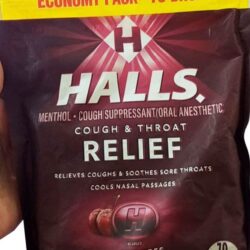 ECONOMY PACK
H
HALLS.
MENTHOL - COUGH SUPPRESSANT/ORAL ANESTHETIC
COUGH & THROAT
RELIEF
RELIEVES COUGHS & SOOTHES SORE THROATS
COOLS NASAL PASSAGES
H
70